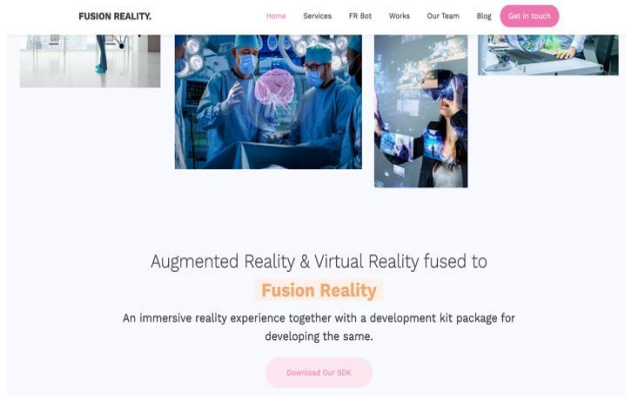 FUSION REALITY.
Home Services FR Bot Works Our Team Blog Get in touch
Augmented Reality & Virtual Reality fused to
Fusion Reality
An immersive reality experience together with a development kit package for
developing the same.
Download Our SDK